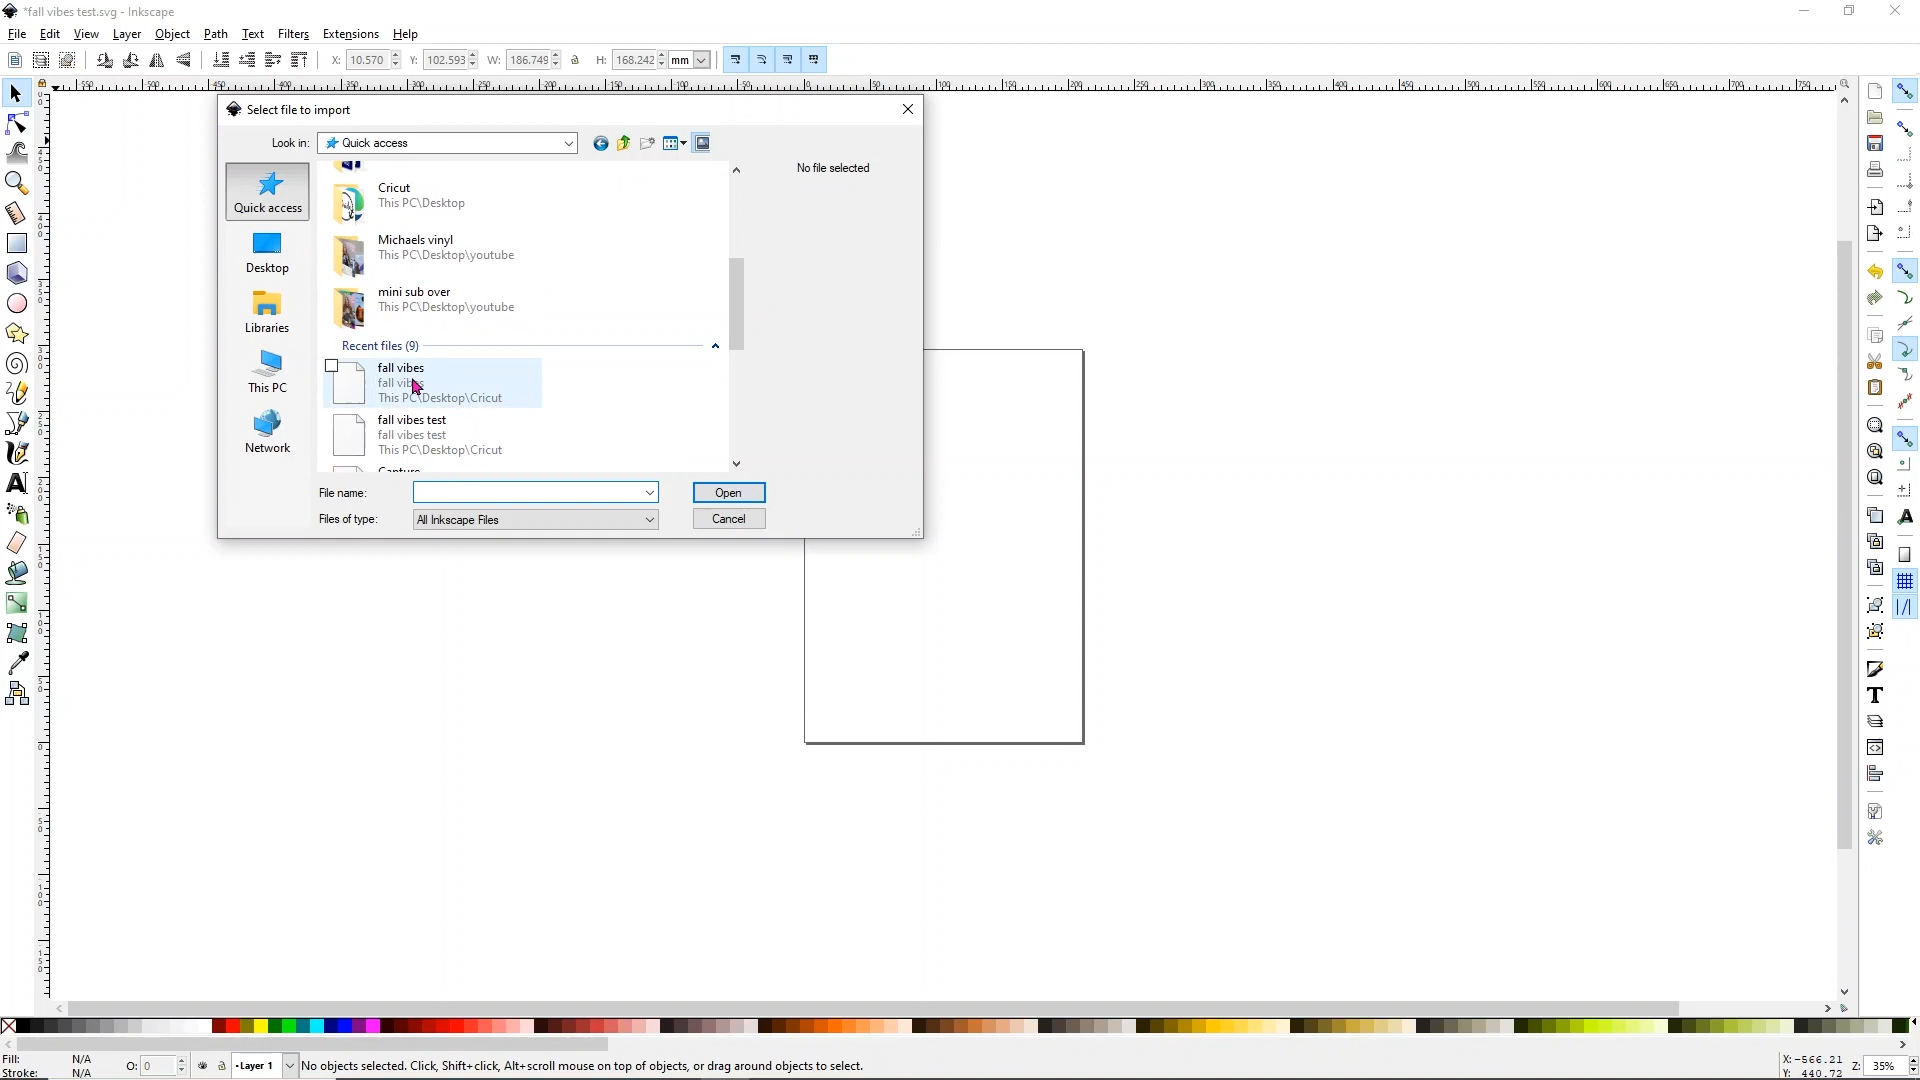 *fall vibes test.svg - Inkscape
File Edit View Layer Object Path Text Filters Extensions Help
X: 10.570 Y: 102.593 W: 186.749 H: 168.242 mm
Select file to import
Look in: Quick access
No file selected
Quick access
Desktop
Libraries
This PC
Network
Cricut
This PC\Desktop
Michaels vinyl
This PC\Desktop\youtube
mini sub over
This PC\Desktop\youtube
Recent files (9)
fall vibes
fall vibes
This PC\Desktop\Cricut
fall vibes test
fall vibes test
This PC\Desktop\Cricut
Capture
File name:
Open
Files of type: All Inkscape Files
Cancel
Fill: N/A
Stroke: N/A
O: 0
-Layer 1
No objects selected. Click, Shift+click, Alt+scroll mouse on top of objects, or drag around objects to select.
X: -566.21
Y: 440.72
Z: 35%